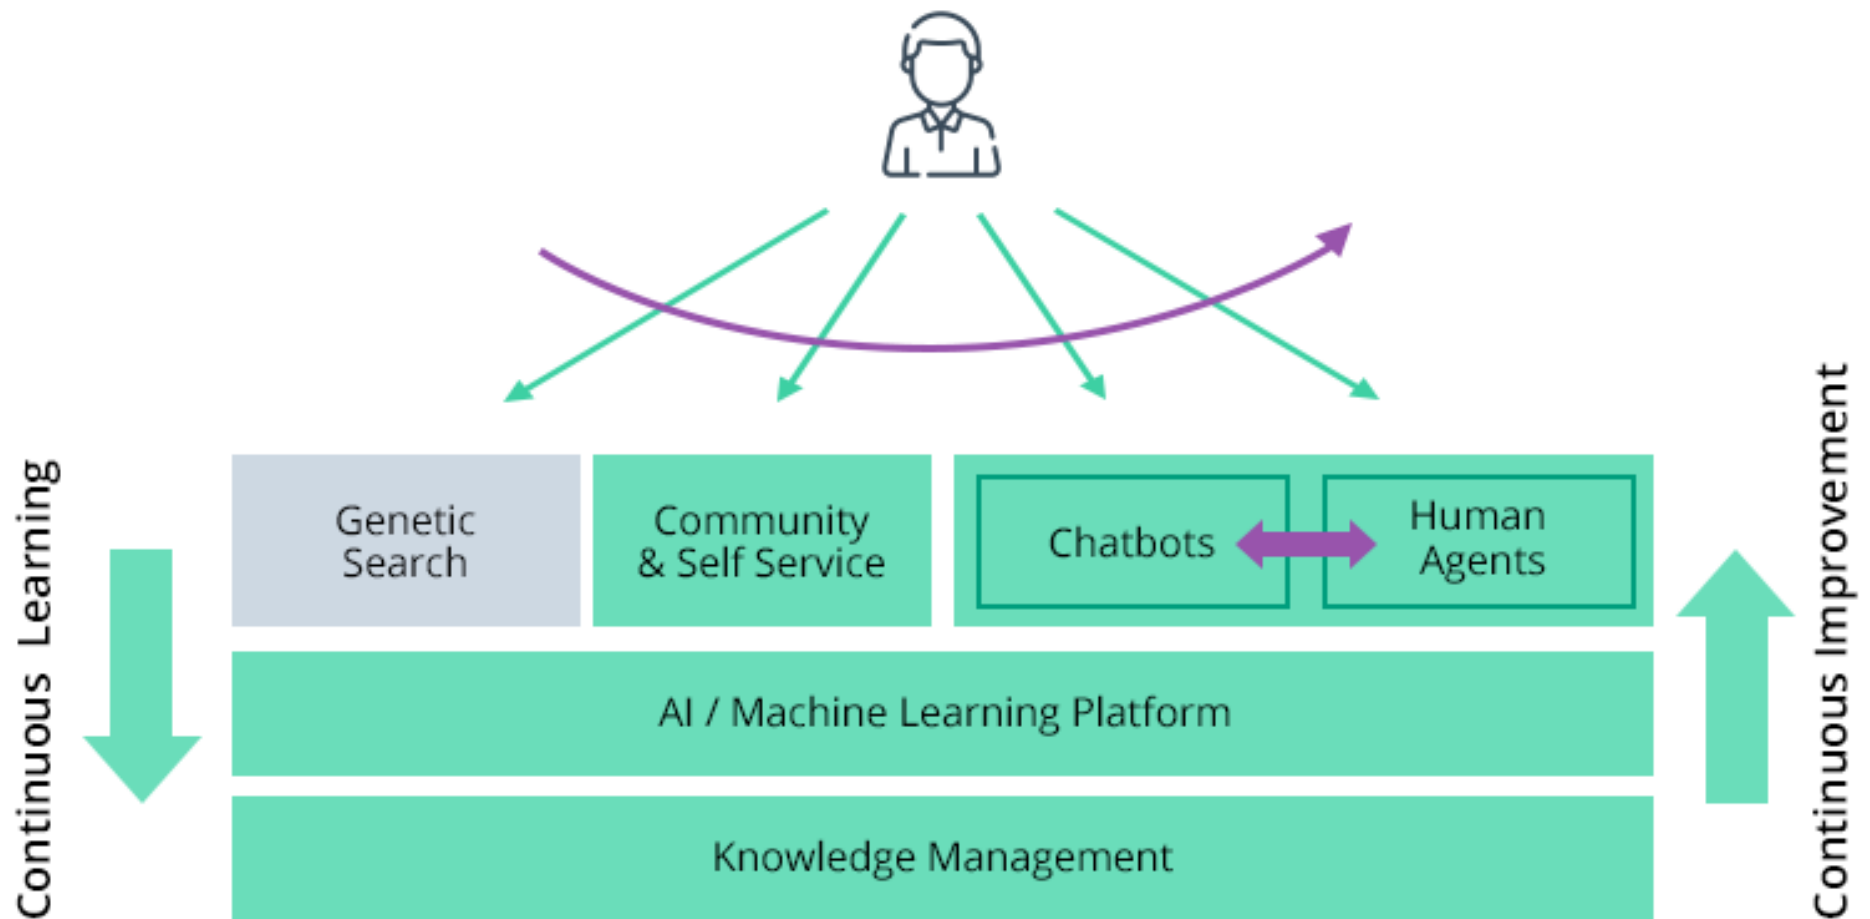 Genetic
Search
Community
& Self Service
Chatbots
Human
Agents
AI / Machine Learning Platform
Knowledge Management
Continuous Learning
Continuous Improvement